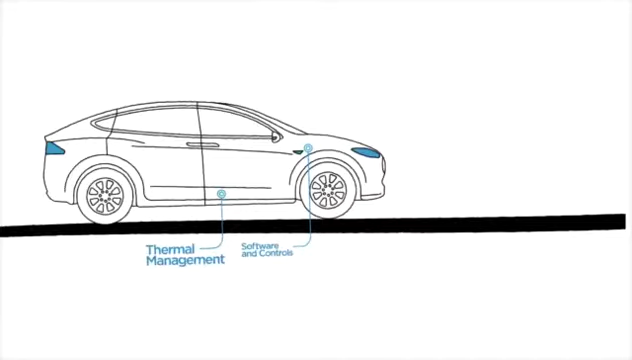 Thermal
Management
Software
and Controls